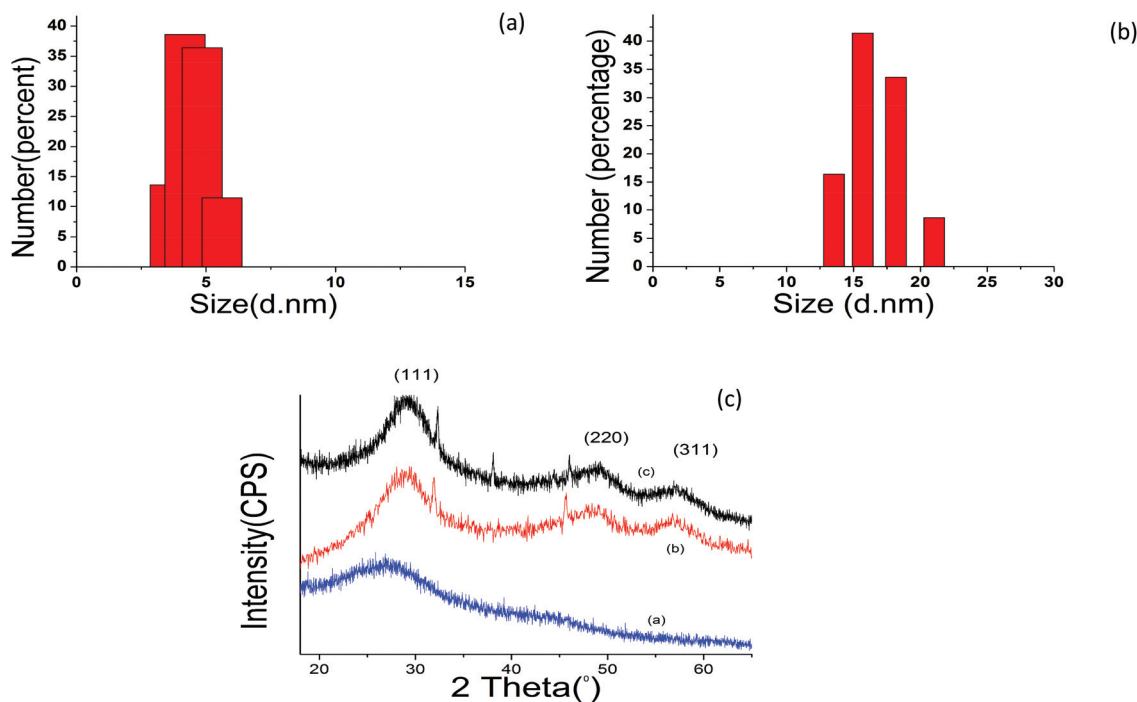 (a)
Number(percent)
40
35
30
25
20
15
10
5
0
0 5 10 15
Size(d.nm)
(b)
Number (percentage)
40
35
30
25
20
15
10
5
0
0 5 10 15 20 25 30
Size (d.nm)
(c)
Intensity(CPS)
(111)
(220)
(311)
(c)
(b)
(a)
20 30 40 50 60
2 Theta(°)